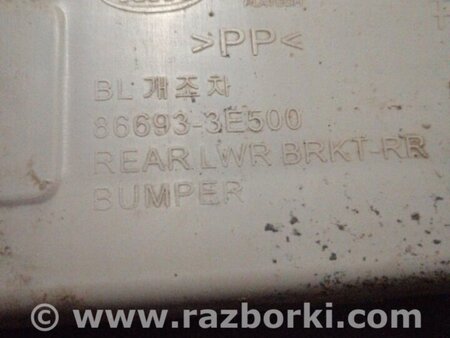 >PP<
BL 개조차
86693-3E500
REAR LWR BRKT-RR
BUMPER
© www.razborki.com